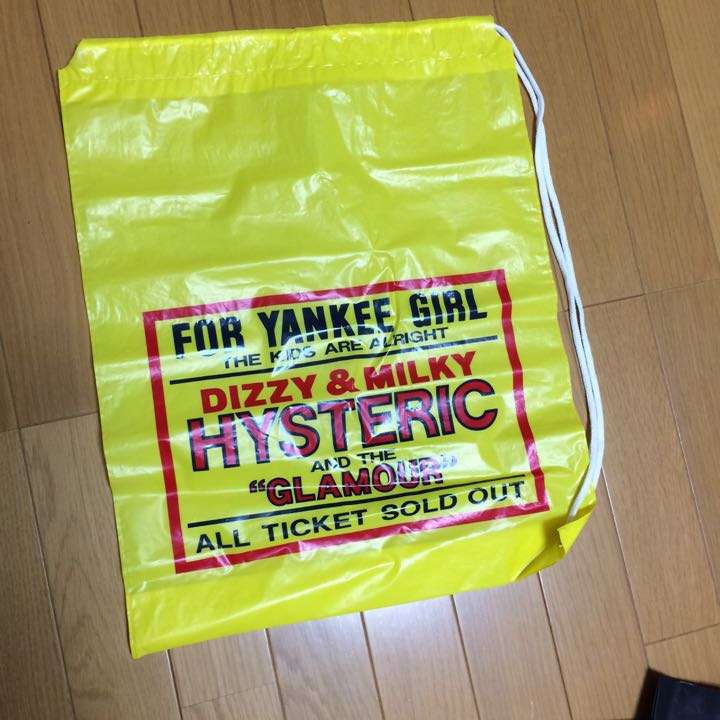 FOR YANKEE GIRL
THE KIDS ARE ALRIGHT
DIZZY & MILKY
HYSTERIC
AND THE
“GLAMOUR”
ALL TICKET SOLD OUT